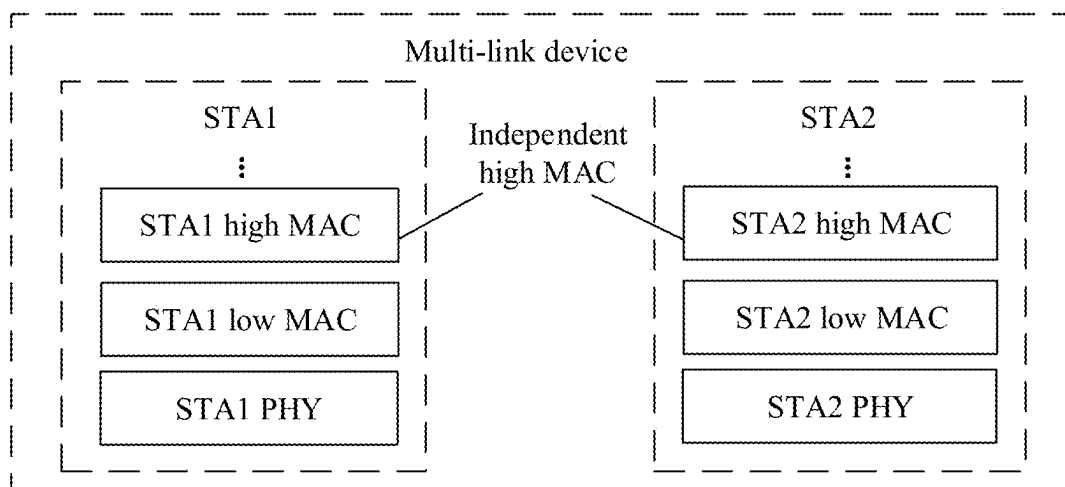 Multi-link device
STA1
⋮
STA1 high MAC
STA1 low MAC
STA1 PHY
Independent
high MAC
STA2
⋮
STA2 high MAC
STA2 low MAC
STA2 PHY